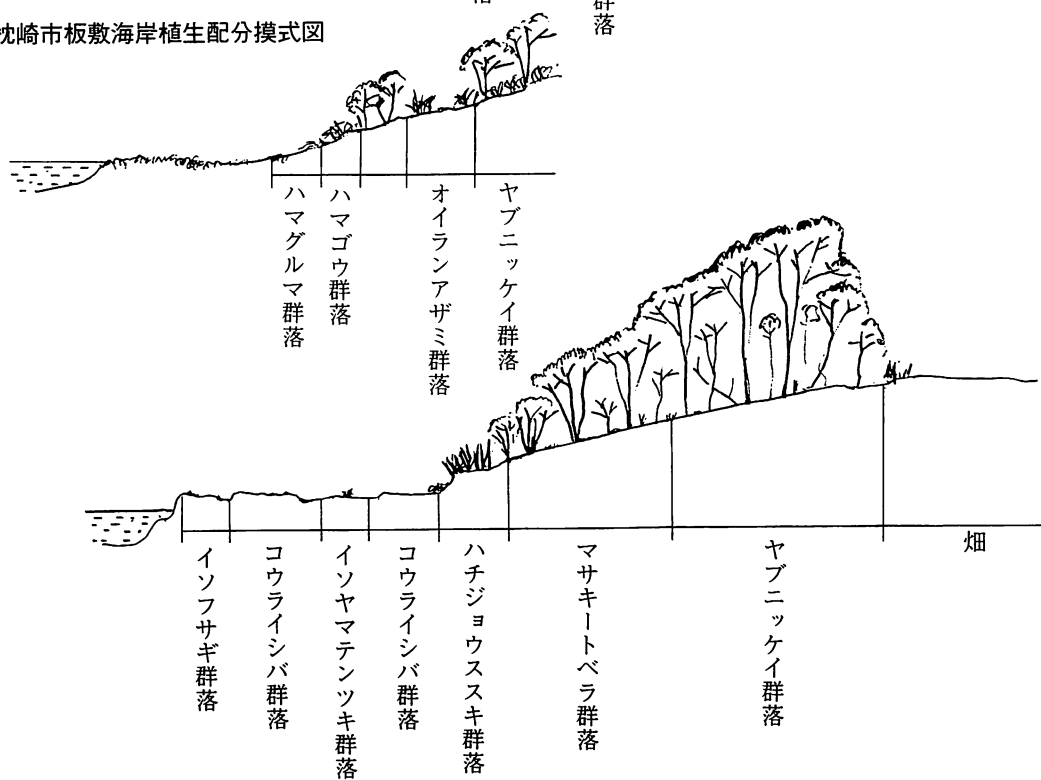 落
群落
枕崎市板敷海岸植生配分摸式図
ハマグルマ群落
ハマゴウ群落
オイランアザミ群落
ヤブニッケイ群落
イソフサギ群落
コウライシバ群落
イソヤマテンツキ群落
コウライシバ群落
ハチジョウススキ群落
マサキートベラ群落
ヤブニッケイ群落
畑